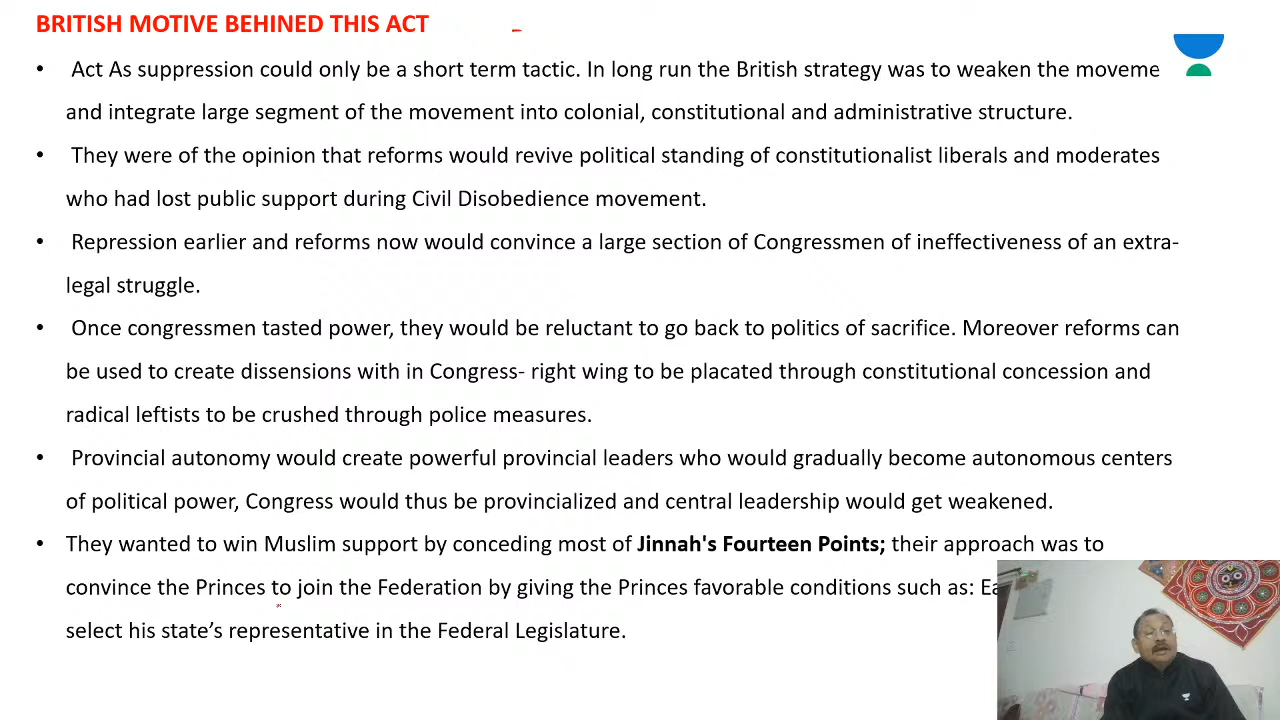 BRITISH MOTIVE BEHINED THIS ACT
• Act As suppression could only be a short term tactic. In long run the British strategy was to weaken the moveme
and integrate large segment of the movement into colonial, constitutional and administrative structure.
• They were of the opinion that reforms would revive political standing of constitutionalist liberals and moderates
who had lost public support during Civil Disobedience movement.
• Repression earlier and reforms now would convince a large section of Congressmen of ineffectiveness of an extra-
legal struggle.
• Once congressmen tasted power, they would be reluctant to go back to politics of sacrifice. Moreover reforms can
be used to create dissensions with in Congress- right wing to be placated through constitutional concession and
radical leftists to be crushed through police measures.
• Provincial autonomy would create powerful provincial leaders who would gradually become autonomous centers
of political power, Congress would thus be provincialized and central leadership would get weakened.
• They wanted to win Muslim support by conceding most of Jinnah's Fourteen Points; their approach was to
convince the Princes to join the Federation by giving the Princes favorable conditions such as:
select his state's representative in the Federal Legislature.